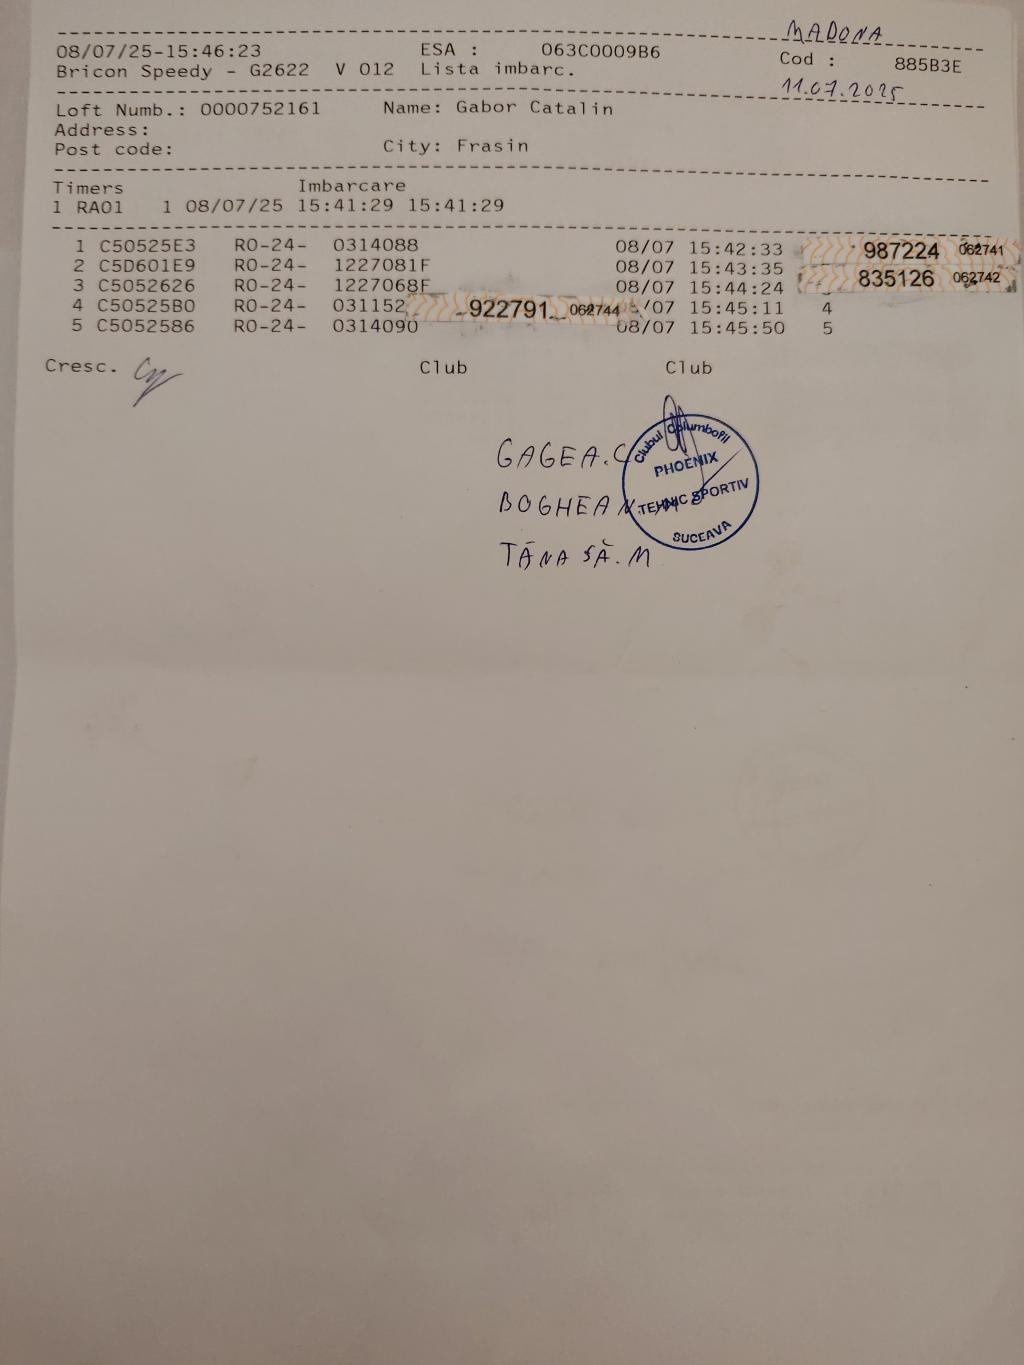 MADONA
08/07/25-15:46:23 ESA : 063C0009B6 Cod : 885B3E
Bricon Speedy - G2622 V 012 Lista imbarc.
11.07.2025
Loft Numb.: 0000752161 Name: Gabor Catalin
Address:
Post code: City: Frasin
Timers Imbarcare
1 RA01 1 08/07/25 15:41:29 15:41:29
1 C50525E3 RO-24- 0314088 08/07 15:42:33 987224 062741
2 C5D601E9 RO-24- 1227081F 08/07 15:43:35
3 C5052626 RO-24- 1227068F 08/07 15:44:24 835126 062742
4 C50525B0 RO-24- 031152 922791 062744 /07 15:45:11 4
5 C5052586 RO-24- 0314090 08/07 15:45:50 5
Cresc. Club Club
GAGEA.C
BOGHEAN
TĂNASĂ.M
Clubul Columbofil
PHOENIX
TEHNIC SPORTIV
SUCEAVA